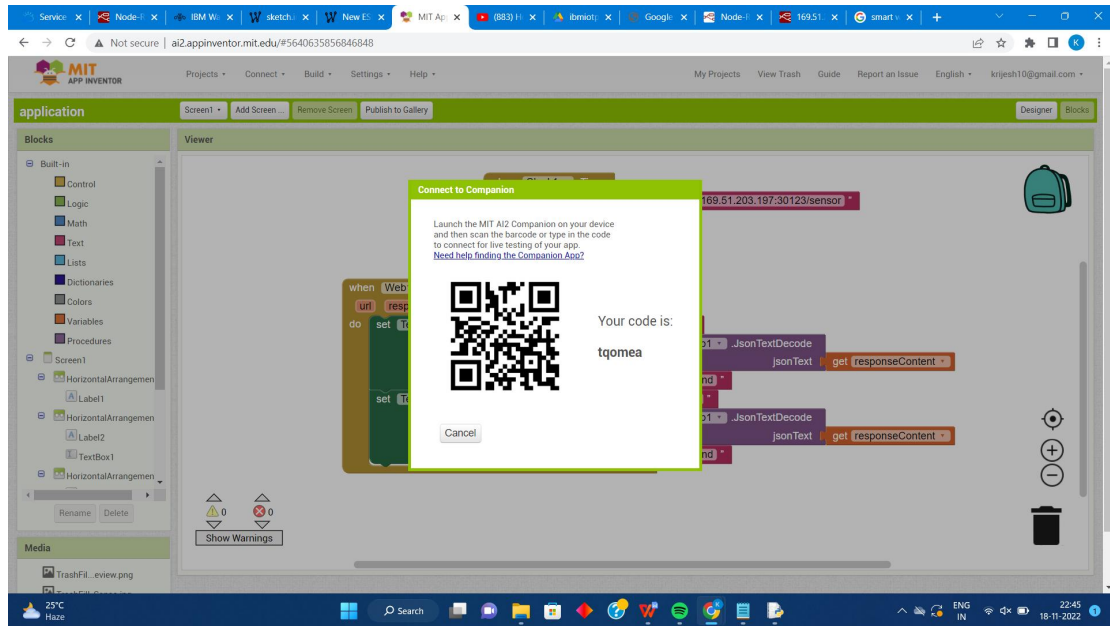 Service
Node-R
IBM Wa
sketch.
New ES
MIT Ap
(883) H
ibmiotp
Google
Node-R
169.51.
smart w
Not secure | ai2.appinventor.mit.edu/#5640635856846848
MIT
APP INVENTOR
Projects Connect Build Settings Help
My Projects View Trash Guide Report an Issue English krijesh10@gmail.com
application
Screen1 Add Screen ... Remove Screen Publish to Gallery
Designer Blocks
Blocks
Viewer
Built-in
Control
Logic
Math
Text
Lists
Dictionaries
Colors
Variables
Procedures
Screen1
HorizontalArrangemen
Label1
HorizontalArrangemen
Label2
TextBox1
HorizontalArrangemen
Rename Delete
Media
TrashFil...eview.png
169.51.203.197:30123/sensor
when Web
url resp
do set Te
.JsonTextDecode
jsonText get responseContent
nd
set Te
.JsonTextDecode
jsonText get responseContent
nd
0 0
Show Warnings
Connect to Companion
Launch the MIT AI2 Companion on your device
and then scan the barcode or type in the code
to connect for live testing of your app.
Need help finding the Companion App?
Your code is:
tqomea
Cancel
25°C
Haze
Search
ENG
IN
22:45
18-11-2022
1